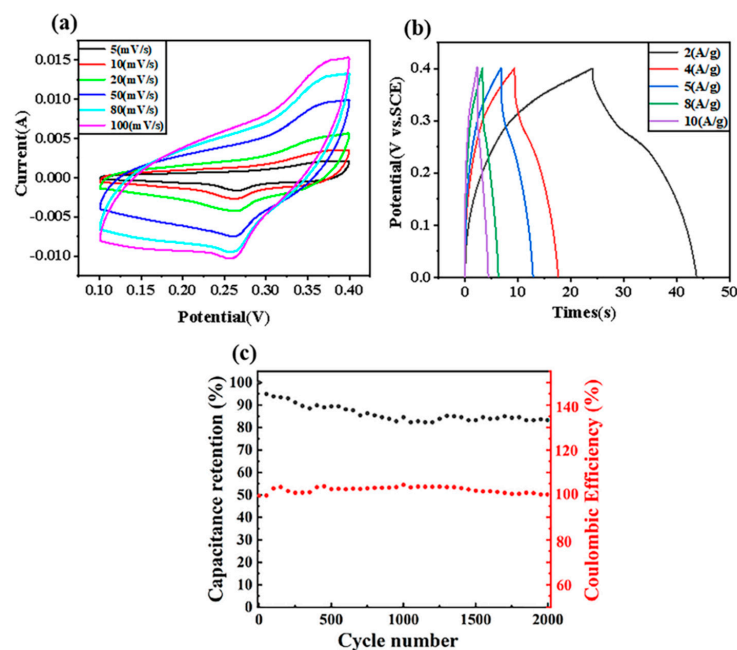 (a)
5(mV/s)
10(mV/s)
20(mV/s)
50(mV/s)
80(mV/s)
100(mV/s)
Current(A)
0.015
0.010
0.005
0.000
-0.005
-0.010
0.10 0.15 0.20 0.25 0.30 0.35 0.40
Potential(V)
(b)
2(A/g)
4(A/g)
5(A/g)
8(A/g)
10(A/g)
Potential(V vs.SCE)
0.4
0.3
0.2
0.1
0.0
0 10 20 30 40 50
Times(s)
(c)
Capacitance retention (%)
100
90
80
70
60
50
40
30
20
10
0
0 500 1000 1500 2000
Cycle number
140
120
100
80
60
Coulombic Efficiency (%)